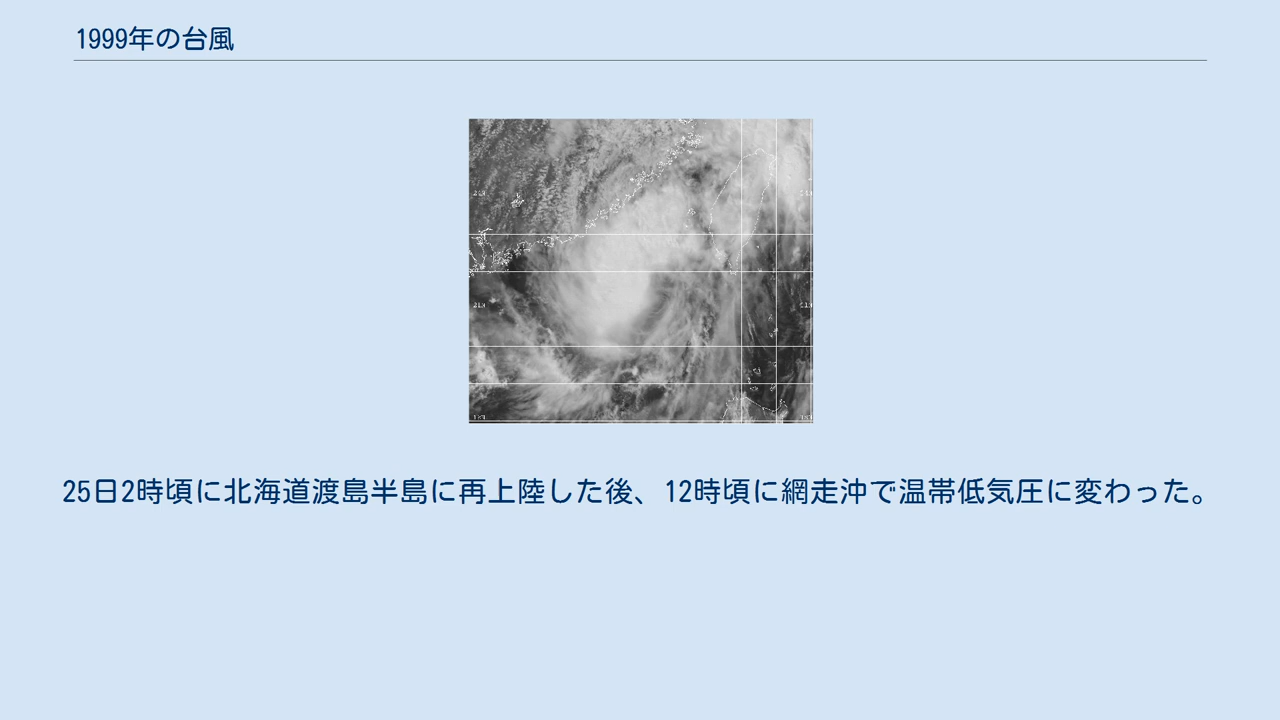 1999年の台風
25日2時頃に北海道渡島半島に再上陸した後、12時頃に網走沖で温帯低気圧に変わった。